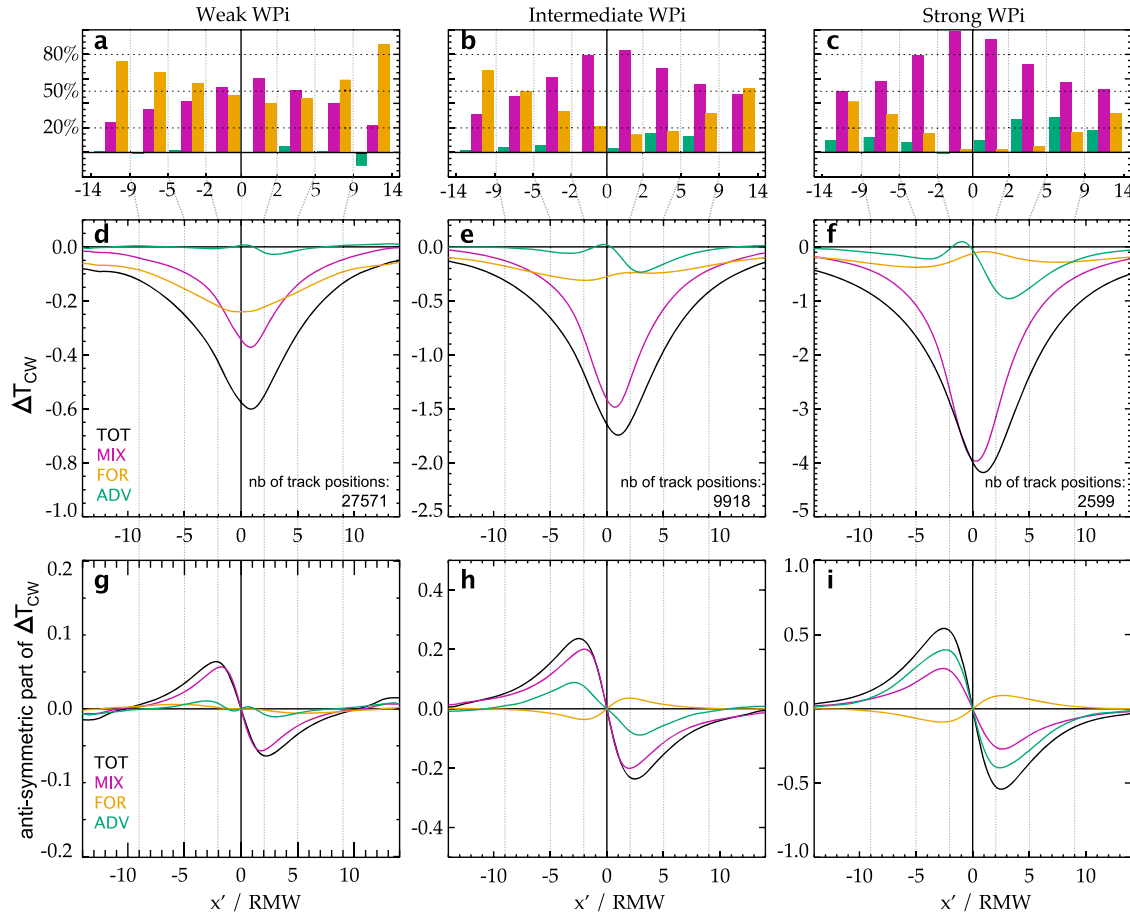 Weak WPi
Intermediate WPi
Strong WPi
a
b
c
80%
50%
20%
-14 -9 -5 -2 0 2 5 9 14
-14 -9 -5 -2 0 2 5 9 14
-14 -9 -5 -2 0 2 5 9 14
d
e
f
0.0
-0.2
-0.4
-0.6
-0.8
-1.0
0.0
-0.5
-1.0
-1.5
-2.0
-2.5
0
-1
-2
-3
-4
-5
ΔT_CW
TOT
MIX
FOR
ADV
nb of track positions:
27571
nb of track positions:
9918
nb of track positions:
2599
-10 -5 0 5 10
-10 -5 0 5 10
-10 -5 0 5 10
g
h
i
0.2
0.1
0.0
-0.1
-0.2
0.4
0.2
0.0
-0.2
-0.4
1.0
0.5
0.0
-0.5
-1.0
anti-symmetric part of ΔT_CW
TOT
MIX
FOR
ADV
-10 -5 0 5 10
-10 -5 0 5 10
-10 -5 0 5 10
x' / RMW
x' / RMW
x' / RMW